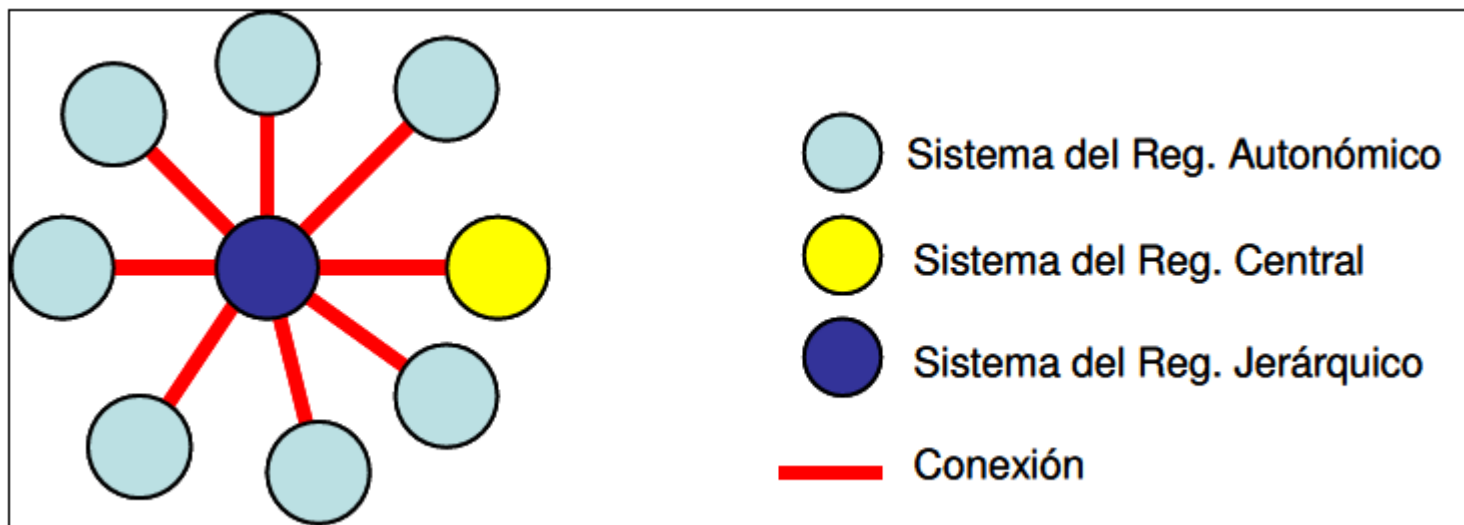 Sistema del Reg. Autonómico
Sistema del Reg. Central
Sistema del Reg. Jerárquico
Conexión